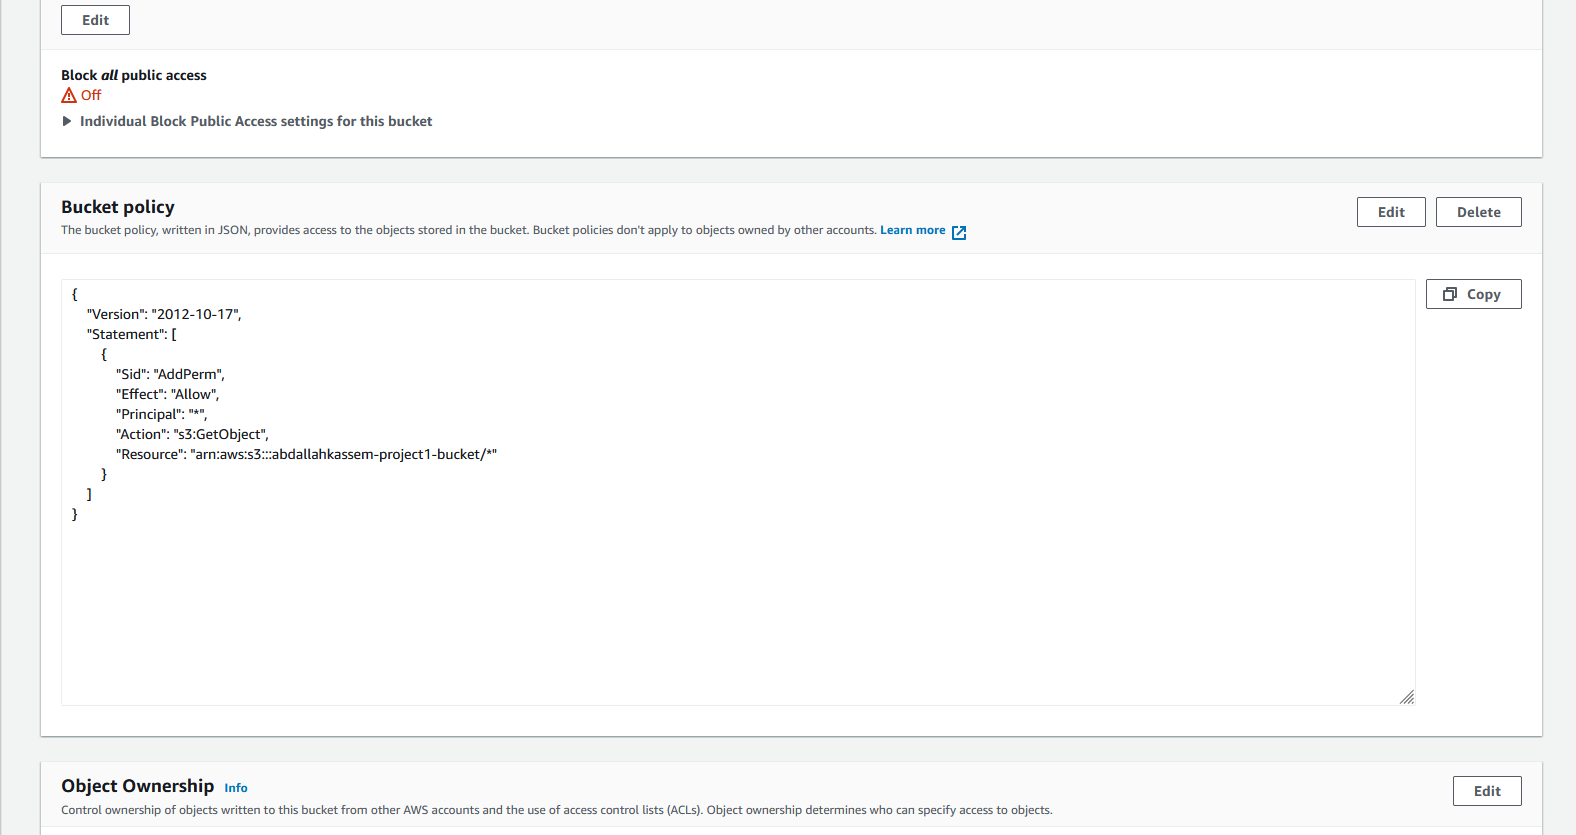 Edit
Block all public access
Off
Individual Block Public Access settings for this bucket
Bucket policy
Edit
Delete
The bucket policy, written in JSON, provides access to the objects stored in the bucket. Bucket policies don't apply to objects owned by other accounts. Learn more
Copy
{
"Version": "2012-10-17",
"Statement": [
{
"Sid": "AddPerm",
"Effect": "Allow",
"Principal": "*",
"Action": "s3:GetObject",
"Resource": "arn:aws:s3:::abdallahkassem-project1-bucket/*"
}
]
}
Object Ownership Info
Edit
Control ownership of objects written to this bucket from other AWS accounts and the use of access control lists (ACLs). Object ownership determines who can specify access to objects.